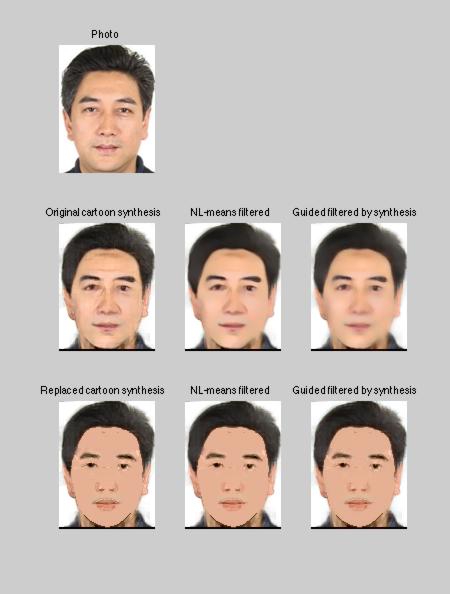 Photo
Original cartoon synthesis
NL-means filtered
Guided filtered by synthesis
Replaced cartoon synthesis
NL-means filtered
Guided filtered by synthesis